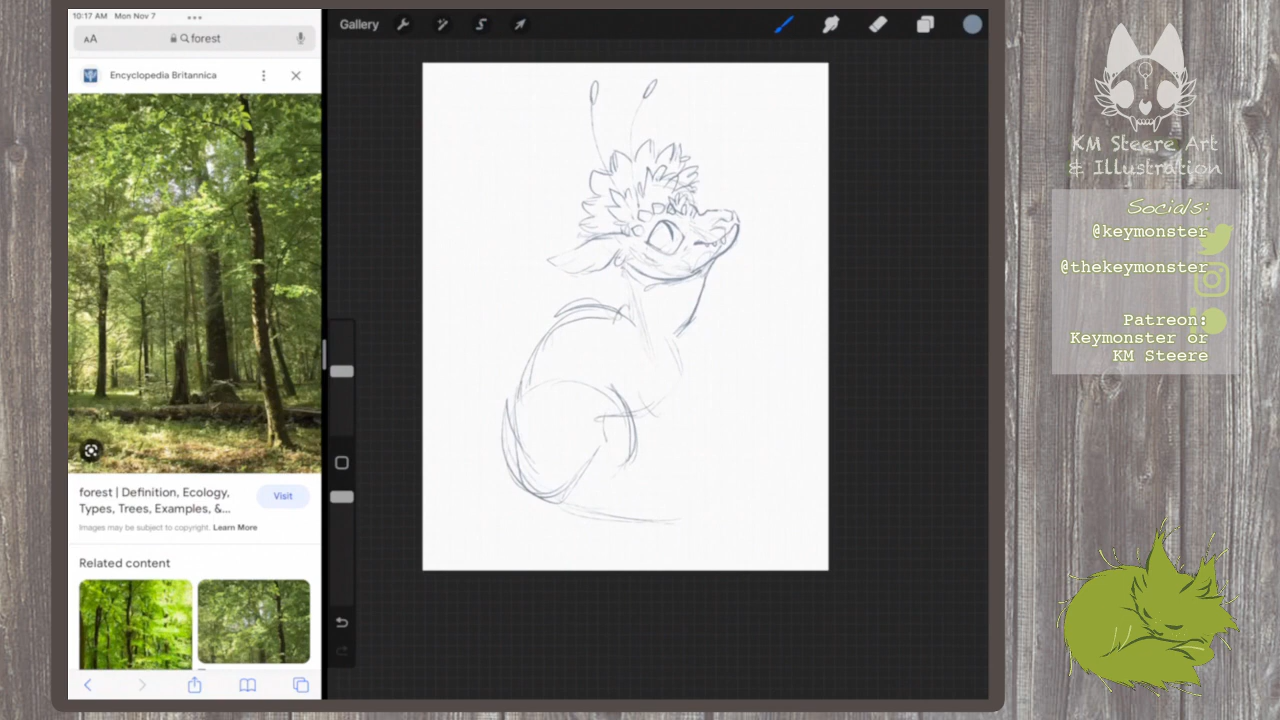 10:17 AM Mon Nov 7
AA
forest
Encyclopedia Britannica
forest | Definition, Ecology,
Types, Trees, Examples, &...
Visit
Images may be subject to copyright. Learn More
Related content
Gallery
KM Steere Art
& Illustration
Socials:
@keymonster
@thekeymonster
Patreon:
Keymonster or
KM Steere